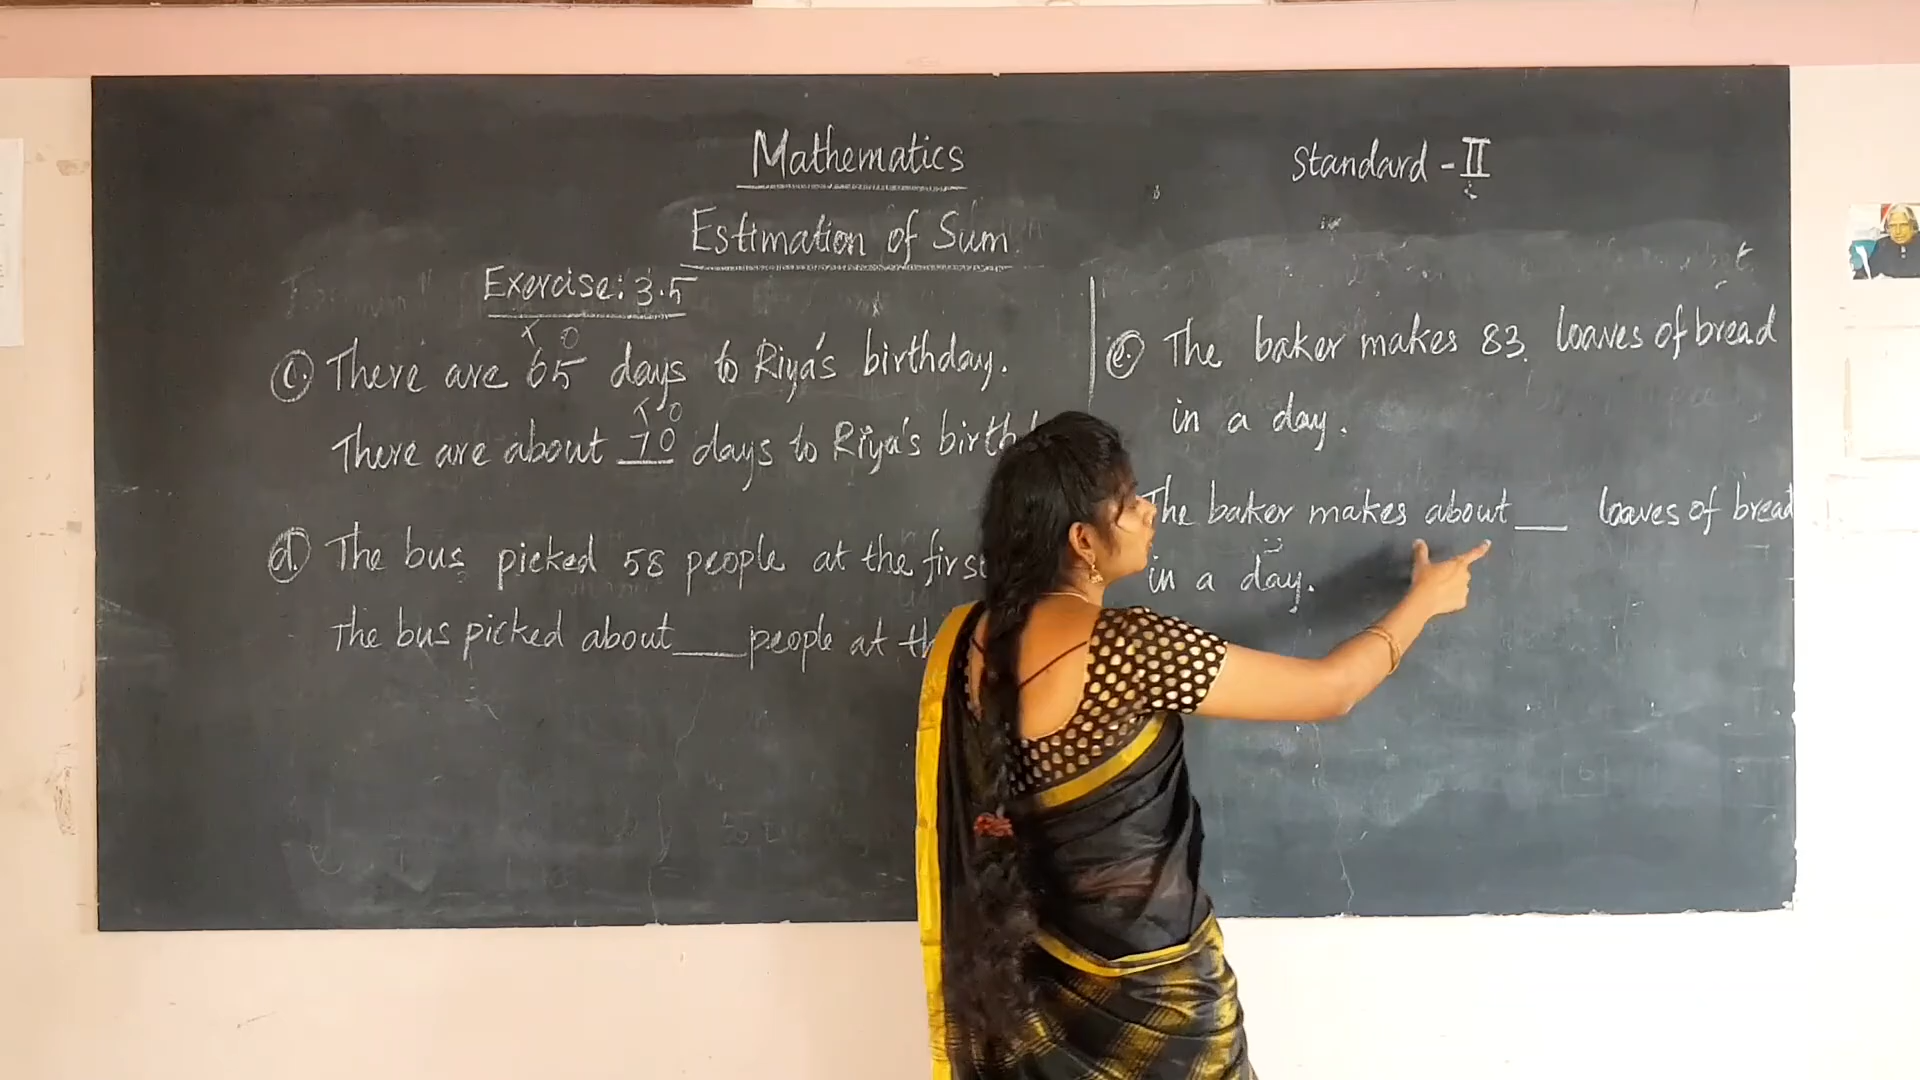 Mathematics
Standard - II
Estimation of Sum
Exercise: 3.5
T O
c. There are 65 days to Riya's birthday.
T O
There are about 70 days to Riya's birth
d. The bus picked 58 people at the first
The bus picked about ___ people at th
e. The baker makes 83 loaves of bread
in a day.
The baker makes about ___ loaves of bread
in a day.